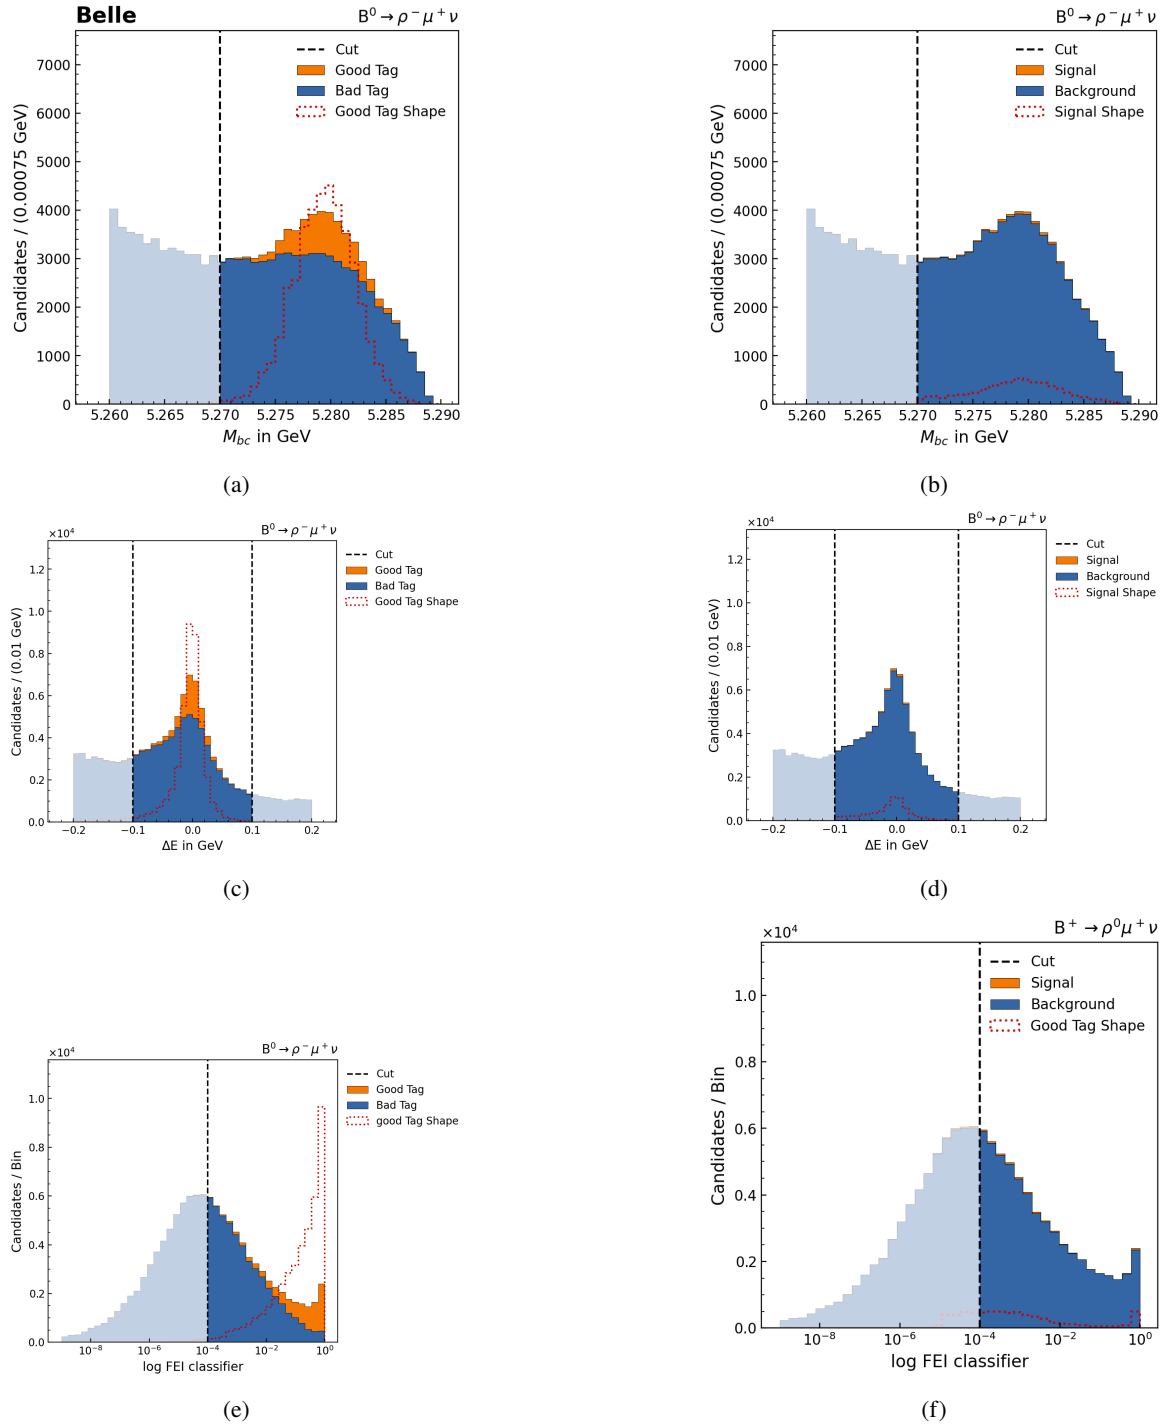 Belle
B⁰ → ρ⁻ μ⁺ ν
Cut
Good Tag
Bad Tag
Good Tag Shape
Candidates / (0.00075 GeV)
7000
6000
5000
4000
3000
2000
1000
0
5.260 5.265 5.270 5.275 5.280 5.285 5.290
M_bc in GeV
(a)
B⁰ → ρ⁻ μ⁺ ν
Cut
Signal
Background
Signal Shape
Candidates / (0.00075 GeV)
7000
6000
5000
4000
3000
2000
1000
0
5.260 5.265 5.270 5.275 5.280 5.285 5.290
M_bc in GeV
(b)
×10⁴
B⁰ → ρ⁻ μ⁺ ν
Cut
Good Tag
Bad Tag
Good Tag Shape
Candidates / (0.01 GeV)
1.2
1.0
0.8
0.6
0.4
0.2
0.0
−0.2 −0.1 0.0 0.1 0.2
ΔE in GeV
(c)
×10⁴
B⁰ → ρ⁻ μ⁺ ν
Cut
Signal
Background
Signal Shape
Candidates / (0.01 GeV)
1.2
1.0
0.8
0.6
0.4
0.2
0.0
−0.2 −0.1 0.0 0.1 0.2
ΔE in GeV
(d)
×10⁴
B⁰ → ρ⁻ μ⁺ ν
Cut
Good Tag
Bad Tag
good Tag Shape
Candidates / Bin
1.0
0.8
0.6
0.4
0.2
0.0
10⁻⁸ 10⁻⁶ 10⁻⁴ 10⁻² 10⁰
log FEI classifier
(e)
×10⁴
B⁺ → ρ⁰ μ⁺ ν
Cut
Signal
Background
Good Tag Shape
Candidates / Bin
1.0
0.8
0.6
0.4
0.2
0.0
10⁻⁸ 10⁻⁶ 10⁻⁴ 10⁻² 10⁰
log FEI classifier
(f)